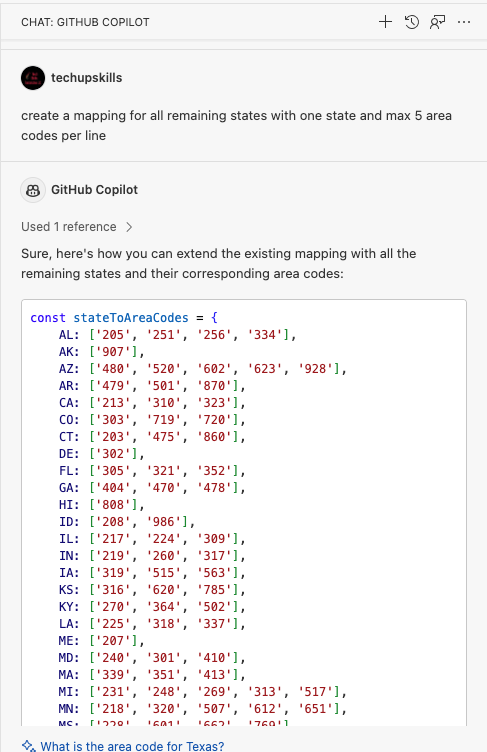 CHAT: GITHUB COPILOT
techupskills
create a mapping for all remaining states with one state and max 5 area
codes per line
GitHub Copilot
Used 1 reference
Sure, here's how you can extend the existing mapping with all the
remaining states and their corresponding area codes:
const stateToAreaCodes = {
AL: ['205', '251', '256', '334'],
AK: ['907'],
AZ: ['480', '520', '602', '623', '928'],
AR: ['479', '501', '870'],
CA: ['213', '310', '323'],
CO: ['303', '719', '720'],
CT: ['203', '475', '860'],
DE: ['302'],
FL: ['305', '321', '352'],
GA: ['404', '470', '478'],
HI: ['808'],
ID: ['208', '986'],
IL: ['217', '224', '309'],
IN: ['219', '260', '317'],
IA: ['319', '515', '563'],
KS: ['316', '620', '785'],
KY: ['270', '364', '502'],
LA: ['225', '318', '337'],
ME: ['207'],
MD: ['240', '301', '410'],
MA: ['339', '351', '413'],
MI: ['231', '248', '269', '313', '517'],
MN: ['218', '320', '507', '612', '651'],
MS: ['228', '601', '662', '769']
What is the area code for Texas?